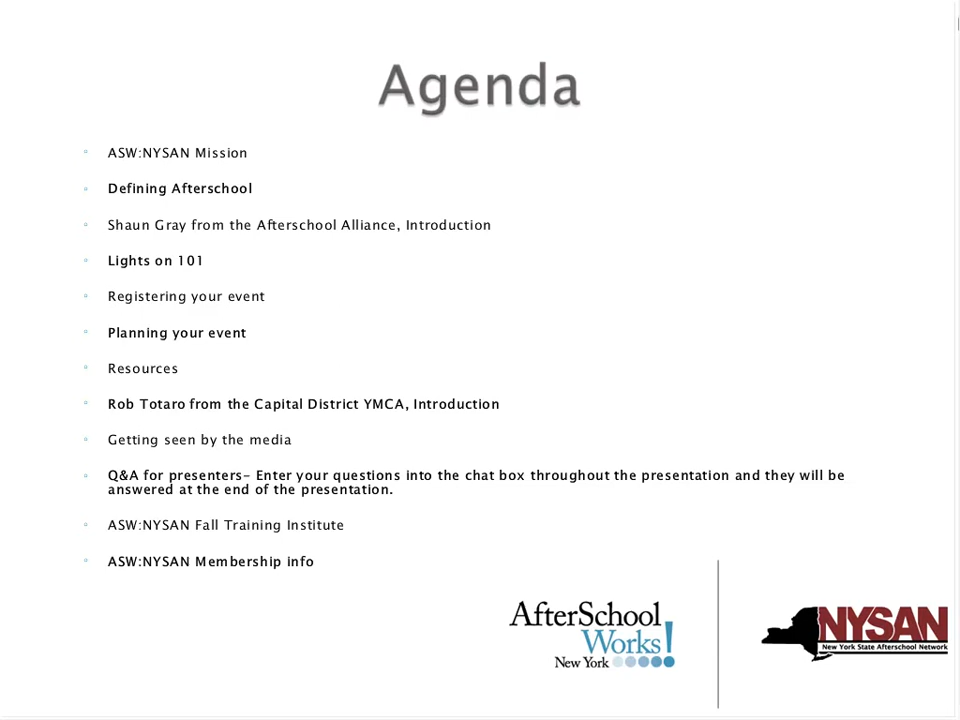 Agenda
ASW:NYSAN Mission
Defining Afterschool
Shaun Gray from the Afterschool Alliance, Introduction
Lights on 101
Registering your event
Planning your event
Resources
Rob Totaro from the Capital District YMCA, Introduction
Getting seen by the media
Q&A for presenters– Enter your questions into the chat box throughout the presentation and they will be
answered at the end of the presentation.
ASW:NYSAN Fall Training Institute
ASW:NYSAN Membership info
AfterSchool
Works!
New York
NYSAN
New York State Afterschool Network